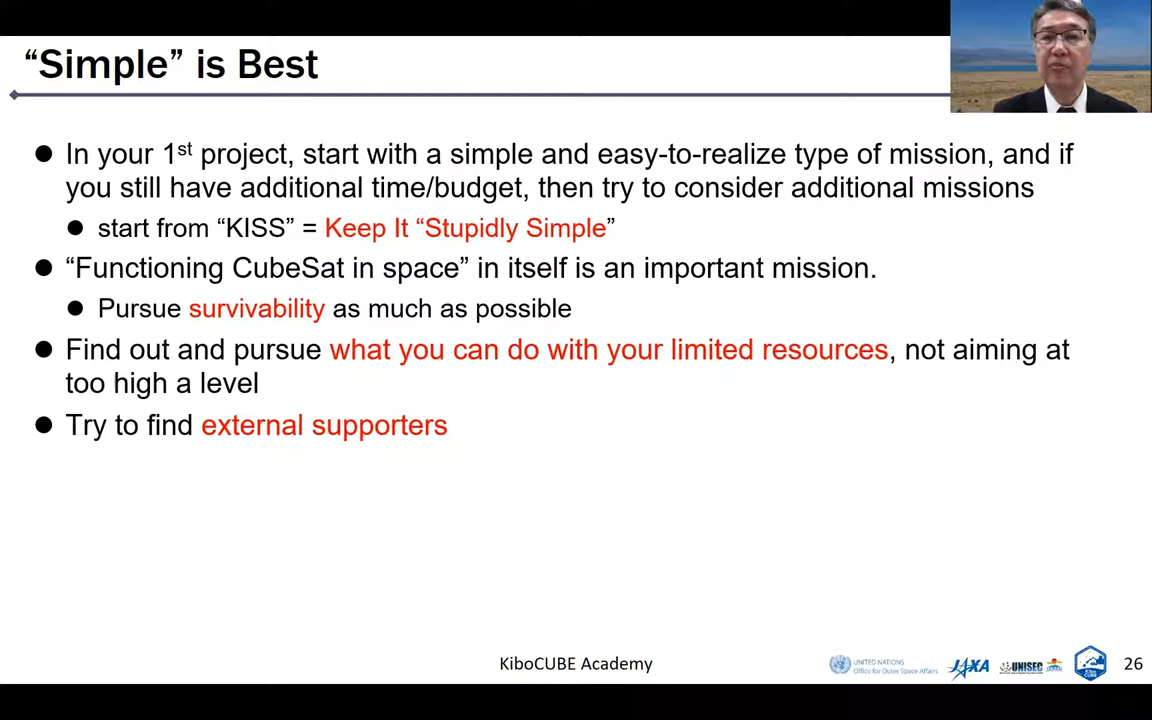 “Simple” is Best
● In your 1st project, start with a simple and easy-to-realize type of mission, and if
you still have additional time/budget, then try to consider additional missions
● start from “KISS” = Keep It “Stupidly Simple”
● “Functioning CubeSat in space” in itself is an important mission.
● Pursue survivability as much as possible
● Find out and pursue what you can do with your limited resources, not aiming at
too high a level
● Try to find external supporters
KiboCUBE Academy
UNITED NATIONS
Office for Outer Space Affairs
JAXA
UNISEC
26